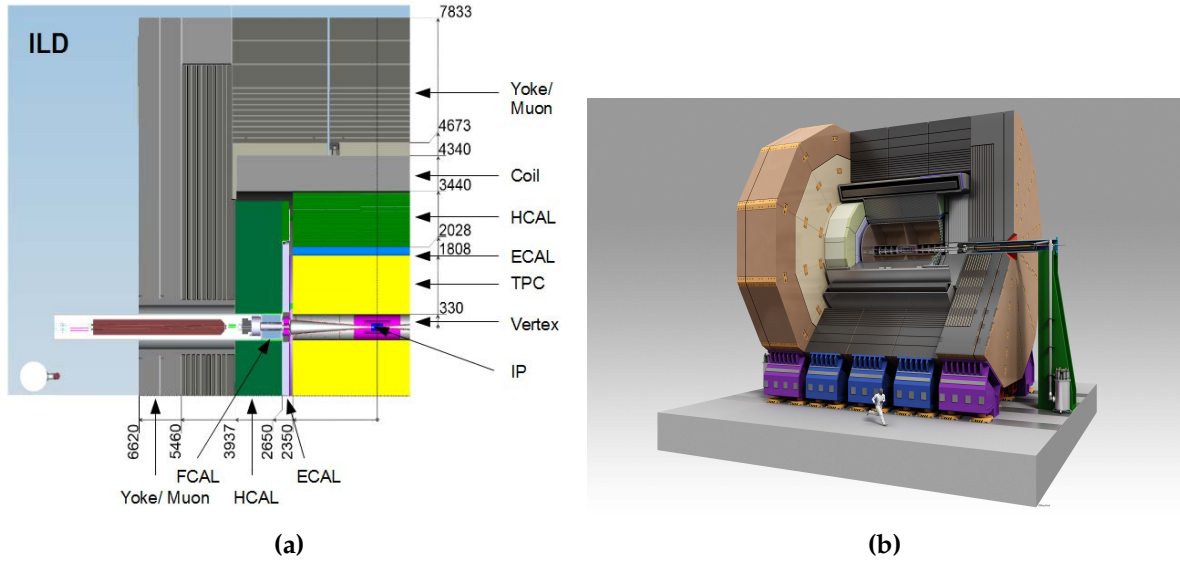 ILD
7833
Yoke/
Muon
4673
4340
Coil
3440
HCAL
2028
ECAL
1808
TPC
330
Vertex
IP
6620
5460
3937
2650
2350
FCAL
ECAL
Yoke/ Muon
HCAL
(a)
(b)